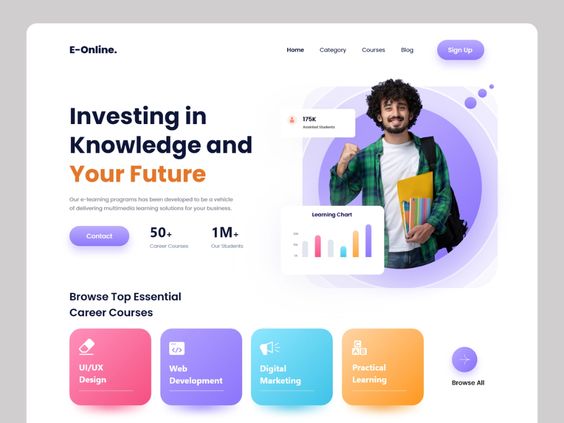 E-Online.
Home
Category
Courses
Blog
Sign Up
Investing in
Knowledge and
Your Future
Our e-learning programs has been developed to be a vehicle
of delivering multimedia learning solutions for your business.
Contact
50+
Career Courses
1M+
Our Students
175K
Assisted Students
Learning Chart
Browse Top Essential
Career Courses
UI/UX
Design
Web
Development
Digital
Marketing
Practical
Learning
Browse All